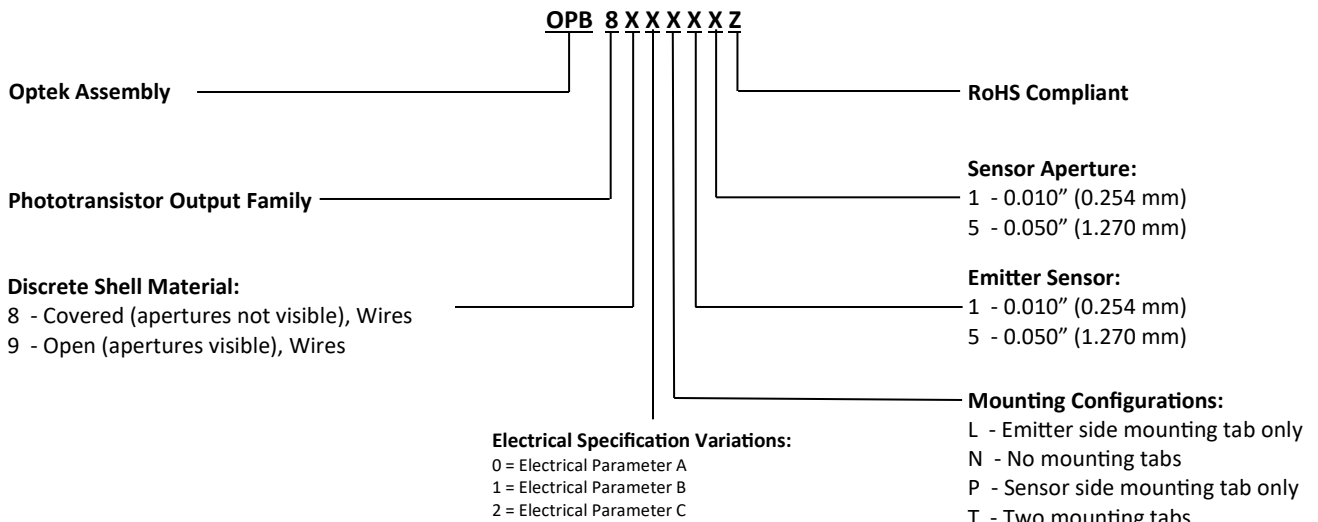 OPB 8 X X X X X Z
Optek Assembly
RoHS Compliant
Sensor Aperture:
1 - 0.010” (0.254 mm)
5 - 0.050” (1.270 mm)
Phototransistor Output Family
Discrete Shell Material:
8 - Covered (apertures not visible), Wires
9 - Open (apertures visible), Wires
Emitter Sensor:
1 - 0.010” (0.254 mm)
5 - 0.050” (1.270 mm)
Electrical Specification Variations:
0 = Electrical Parameter A
1 = Electrical Parameter B
2 = Electrical Parameter C
Mounting Configurations:
L - Emitter side mounting tab only
N - No mounting tabs
P - Sensor side mounting tab only
T - Two mounting tabs